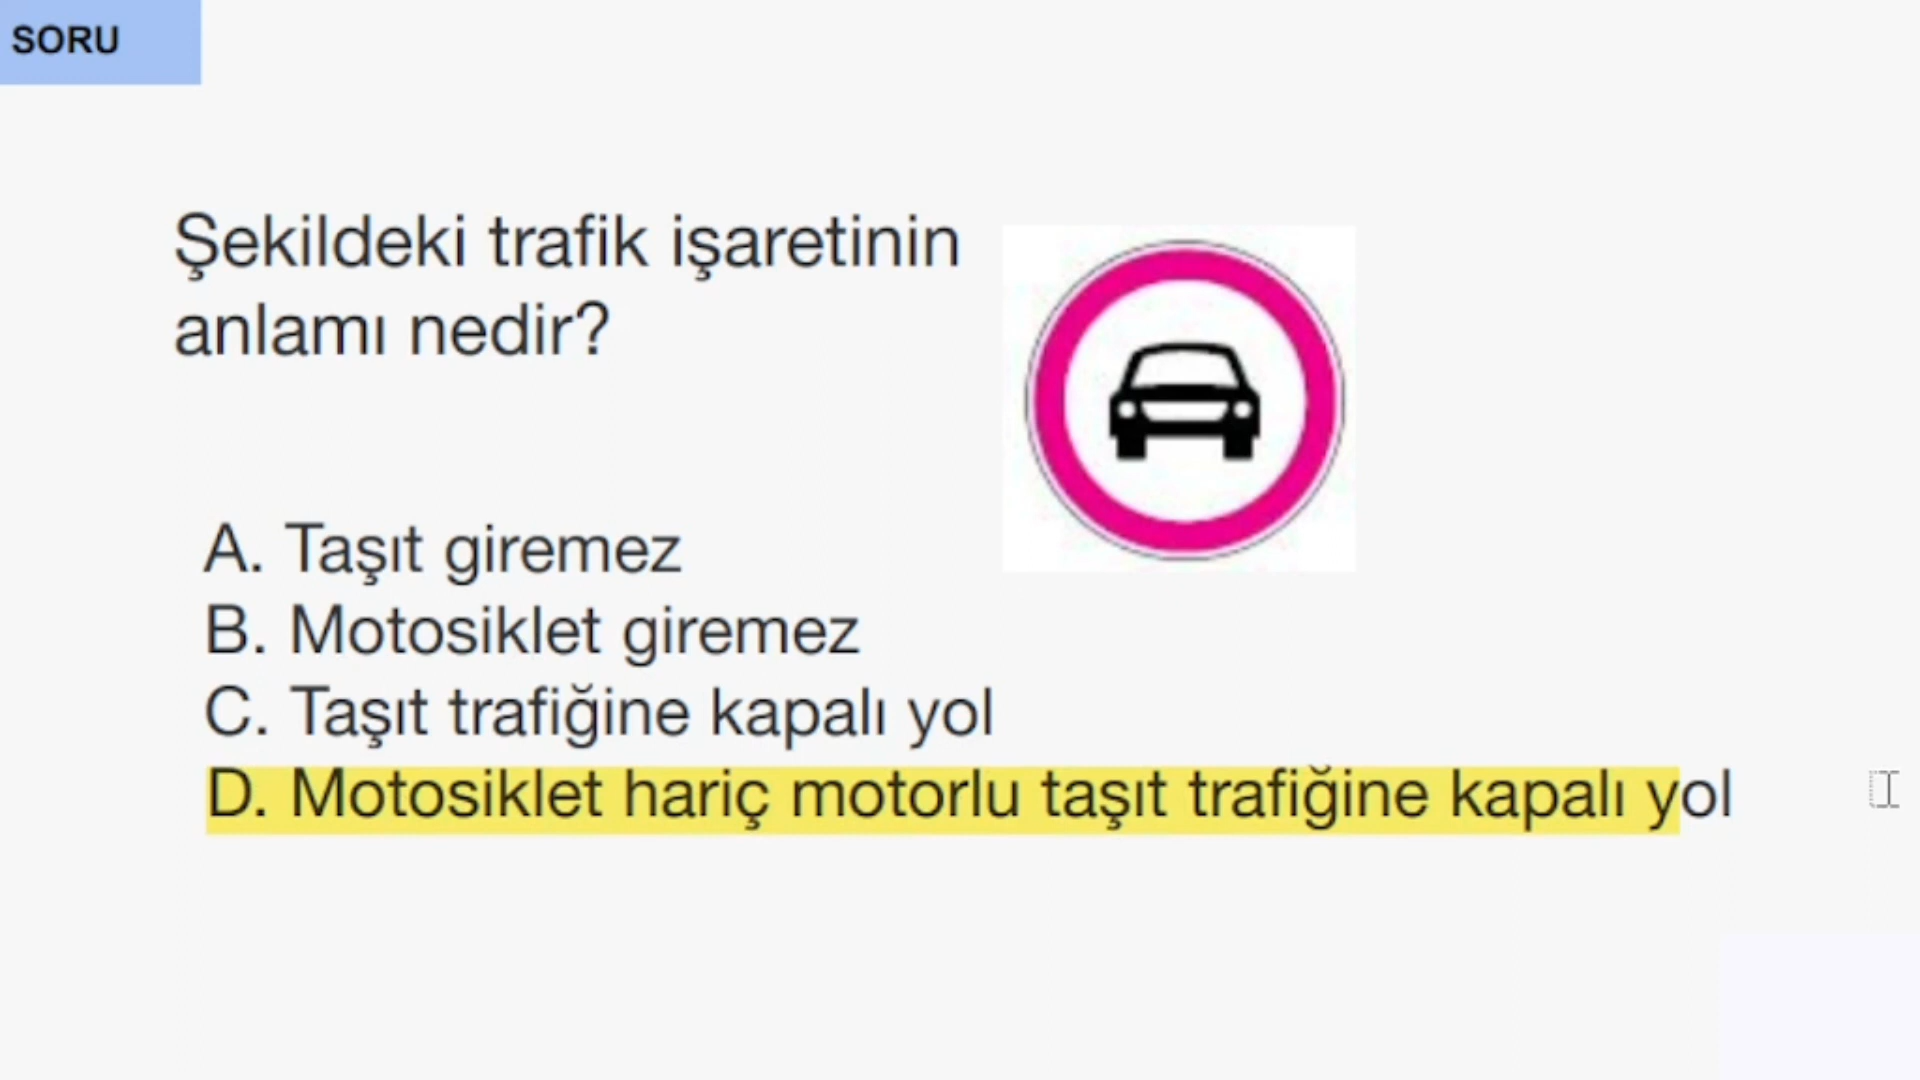 SORU
Şekildeki trafik işaretinin
anlamı nedir?
A. Taşıt giremez
B. Motosiklet giremez
C. Taşıt trafiğine kapalı yol
D. Motosiklet hariç motorlu taşıt trafiğine kapalı yol